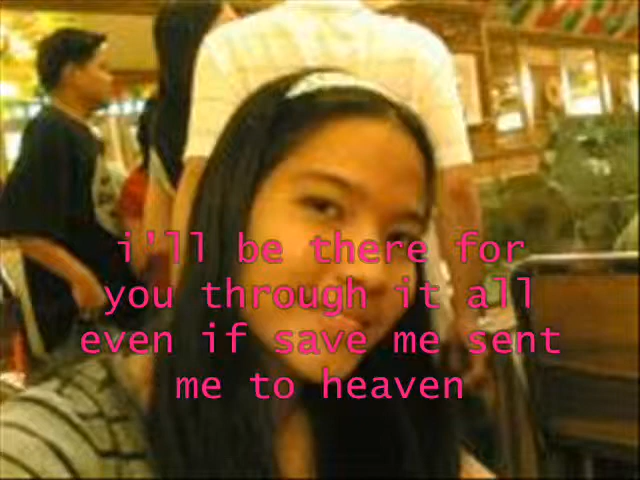 i'll be there for
you through it all
even if save me sent
me to heaven